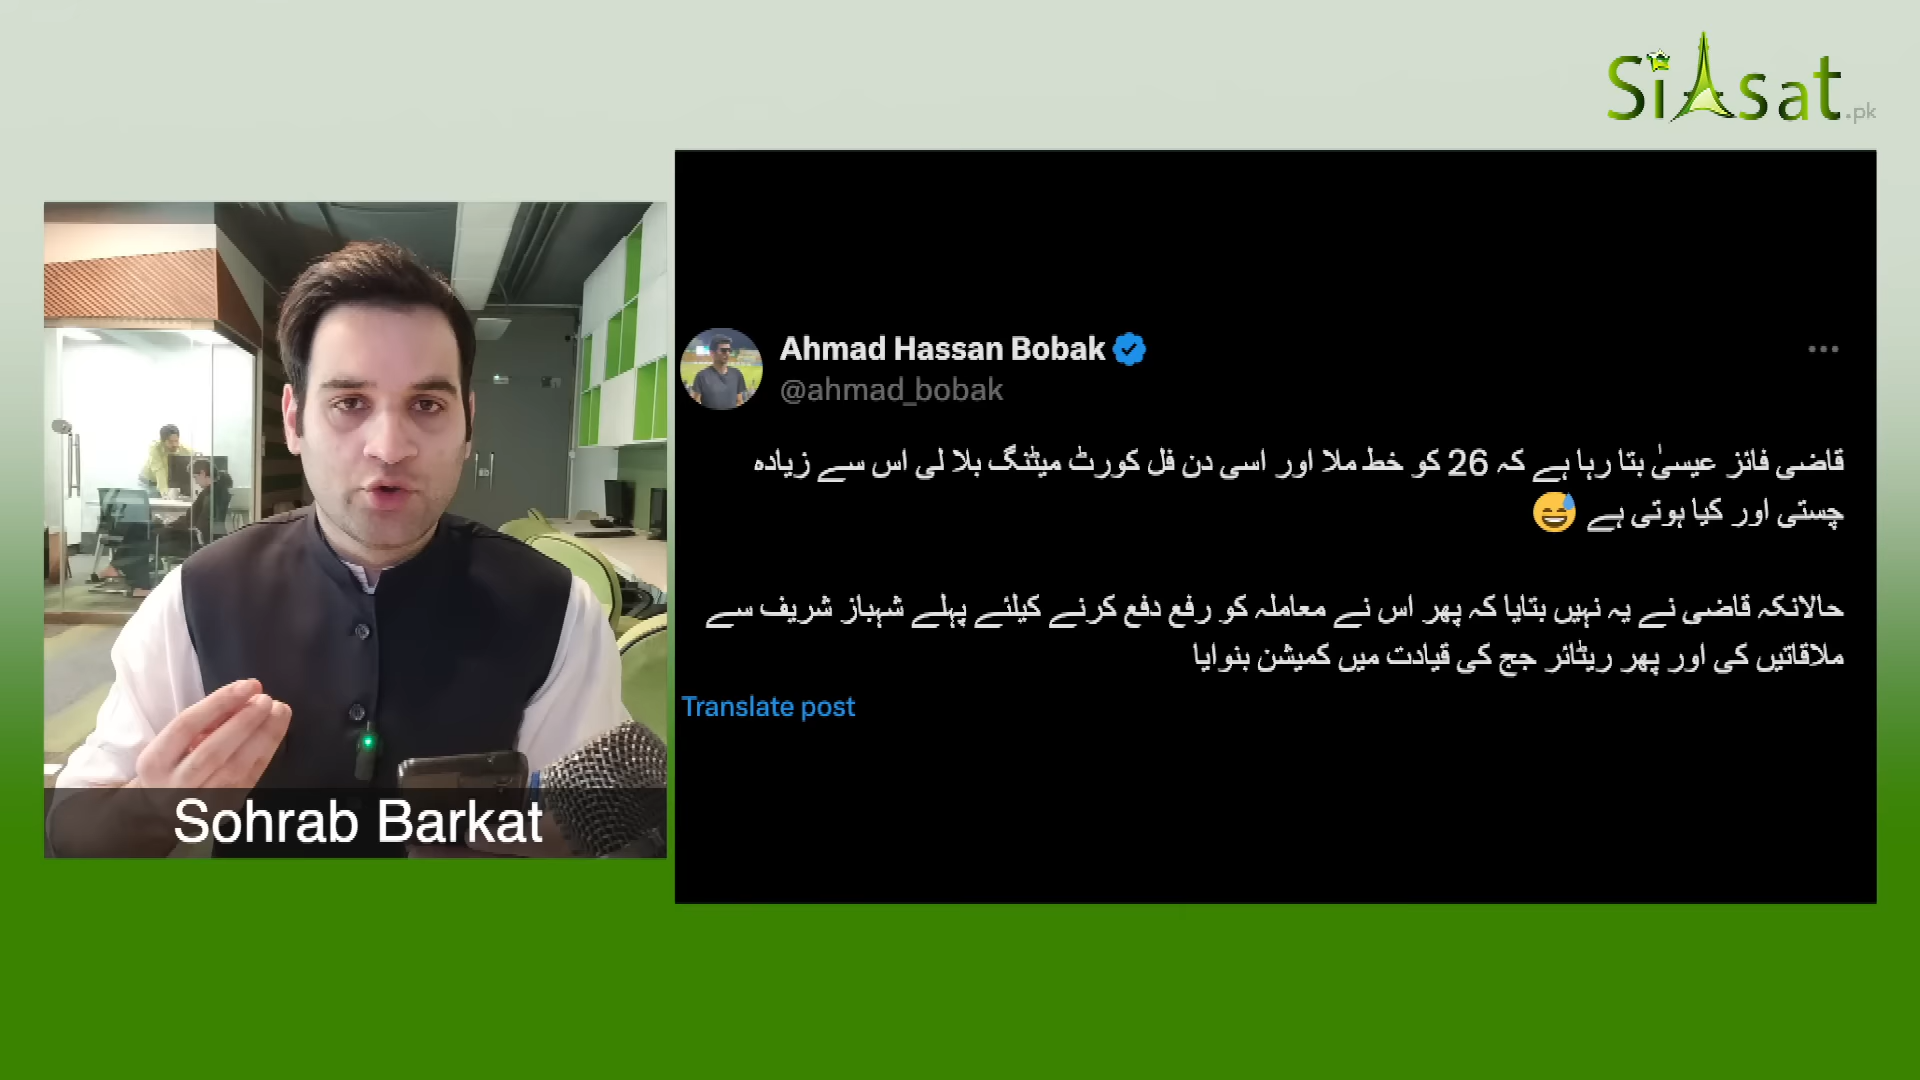 SiAsat.pk
Sohrab Barkat
Ahmad Hassan Bobak
@ahmad_bobak
قاضی فائز عیسیٰ بتا رہا ہے کہ 26 کو خط ملا اور اسی دن فل کورٹ میٹنگ بلا لی اس سے زیادہ
چستی اور کیا ہوتی ہے 😅
حالانکہ قاضی نے یہ نہیں بتایا کہ پھر اس نے معاملہ کو رفع دفع کرنے کیلئے پہلے شہباز شریف سے
ملاقاتیں کی اور پھر ریٹائر جج کی قیادت میں کمیشن بنوایا
Translate post